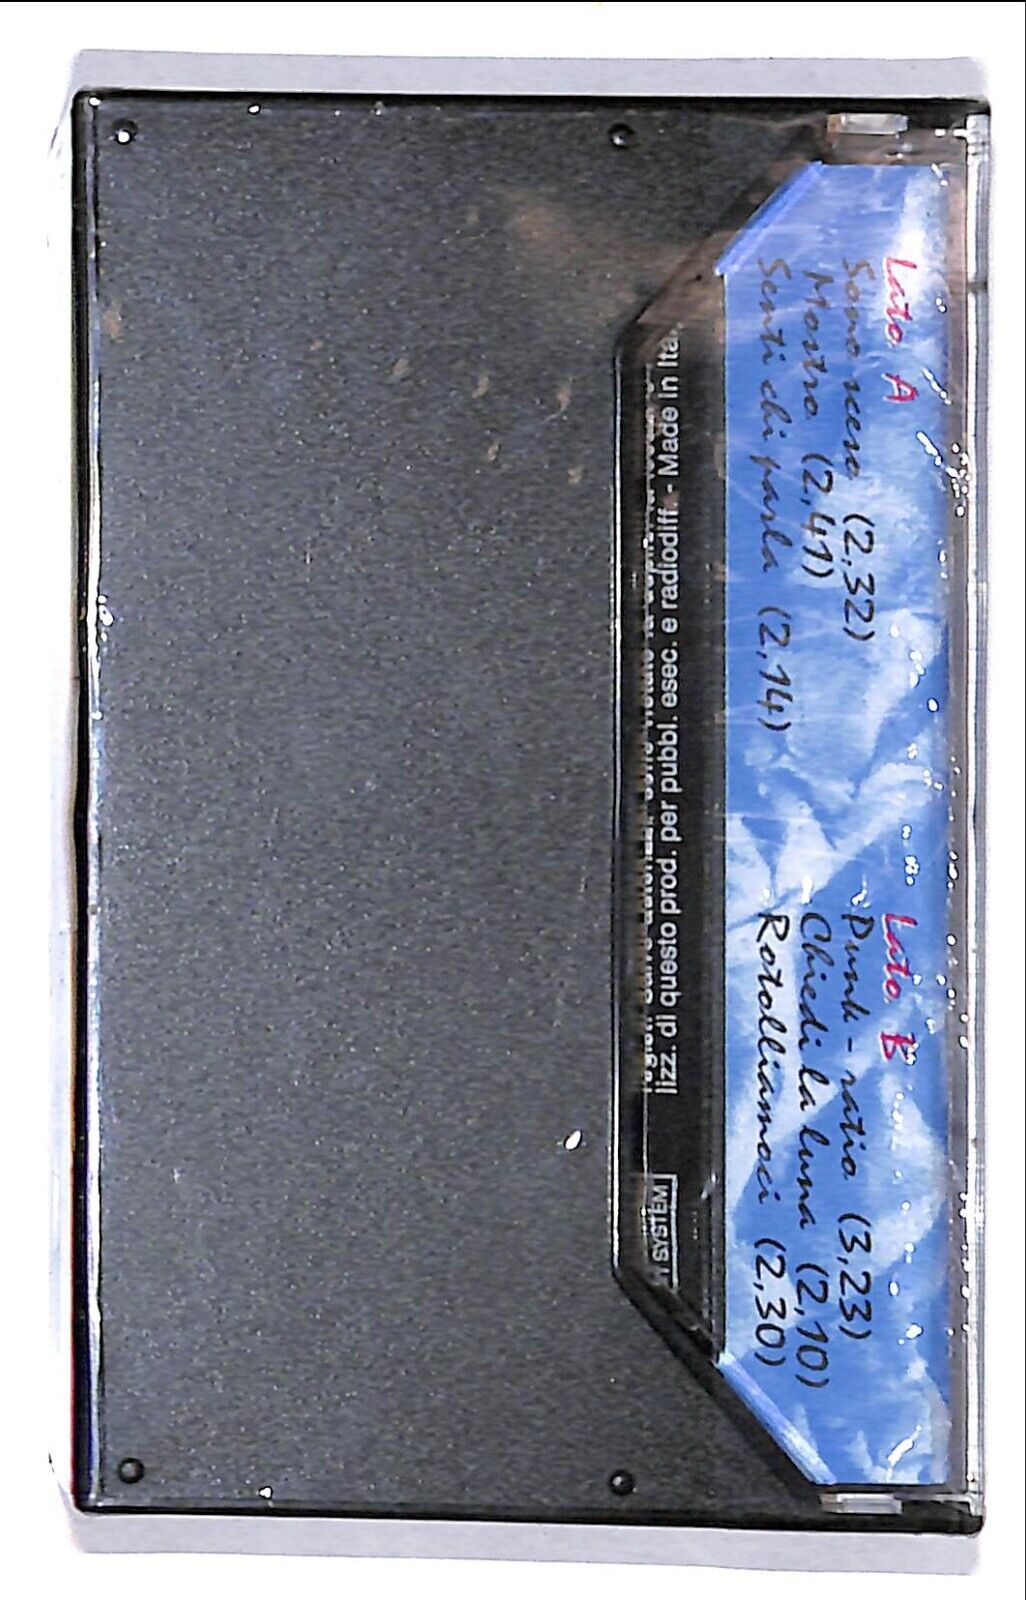 Lato A
Sono sceso (2,32)
Mostro (2,41)
Senti chi parla (2,14)
Lato B
Punk-ratio (3,23)
Chiedi la luna (2,10)
Rotolliamoci (2,30)
lizz. di questo prod. per pubbl. esec. e radiodiff. - Made in Ita
SYSTEM